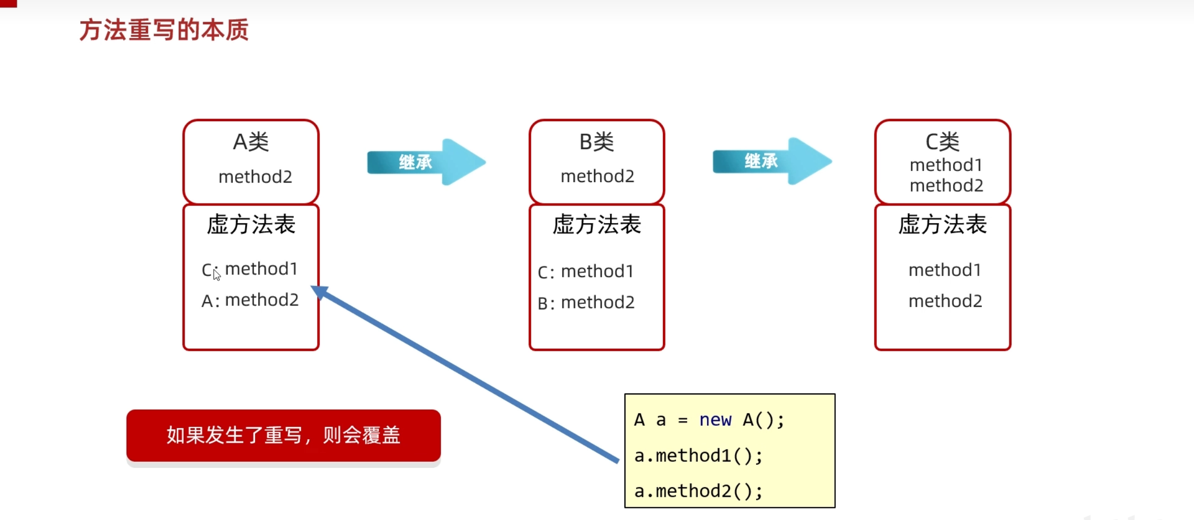 方法重写的本质
A类
method2
虚方法表
C: method1
A: method2
继承
B类
method2
虚方法表
C: method1
B: method2
继承
C类
method1
method2
虚方法表
method1
method2
如果发生了重写，则会覆盖
A a = new A();
a.method1();
a.method2();